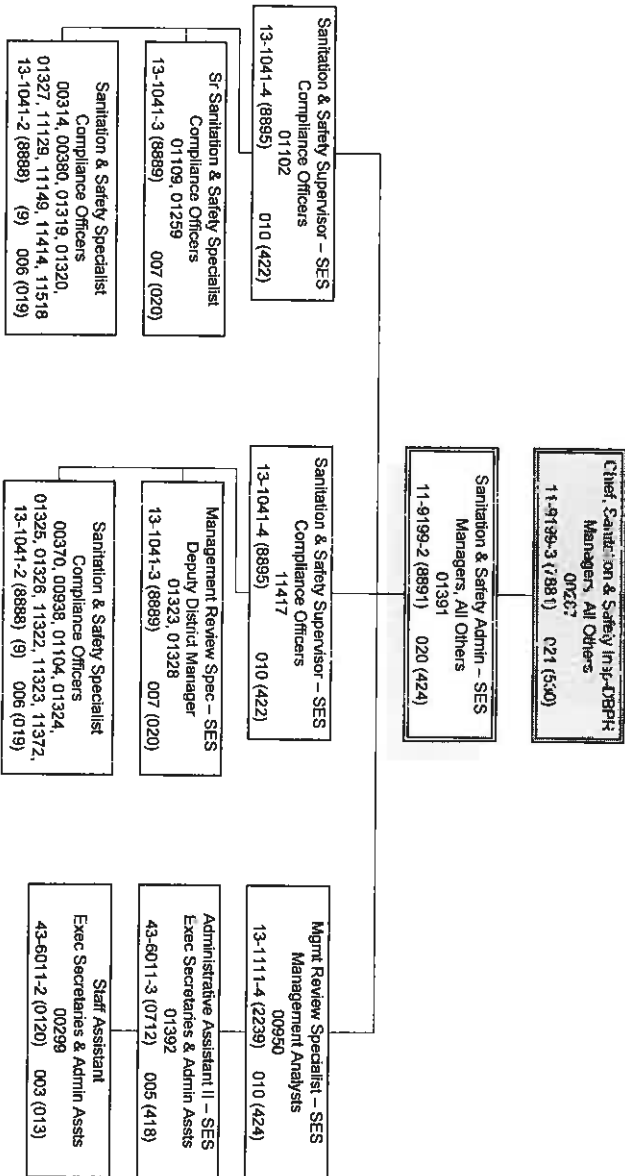 Chief, Sanitation & Safety Insp-DBPR
Managers, All Others
00287
11-9199-3 (7881) 021 (530)
Sanitation & Safety Admin – SES
Managers, All Others
01391
11-9199-2 (8891) 020 (424)
Sanitation & Safety Supervisor – SES
Compliance Officers
01102
13-1041-4 (8895) 010 (422)
Sr Sanitation & Safety Specialist
Compliance Officers
01109, 01259
13-1041-3 (8889) 007 (020)
Sanitation & Safety Specialist
Compliance Officers
00314, 00380, 01319, 01320,
01327, 11129, 11149, 11414, 11518
13-1041-2 (8888) (9) 006 (019)
Sanitation & Safety Supervisor – SES
Compliance Officers
11417
13-1041-4 (8895) 010 (422)
Management Review Spec – SES
Deputy District Manager
01323, 01328
13-1041-3 (8889) 007 (020)
Sanitation & Safety Specialist
Compliance Officers
00370, 00938, 01104, 01324,
01325, 01326, 11322, 11323, 11372,
13-1041-2 (8888) (9) 006 (019)
Mgmt Review Specialist – SES
Management Analysts
00950
13-1111-4 (2239) 010 (424)
Administrative Assistant II – SES
Exec Secretaries & Admin Assts
01392
43-6011-3 (0712) 005 (418)
Staff Assistant
Exec Secretaries & Admin Assts
00299
43-6011-2 (0120) 003 (013)